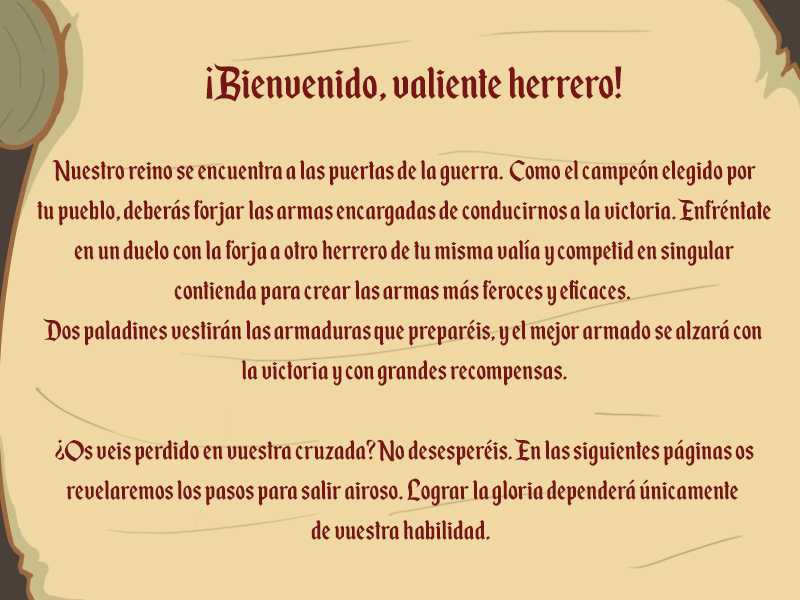 ¡Bienvenido, valiente herrero!
Nuestro reino se encuentra a las puertas de la guerra. Como el campeón elegido por
tu pueblo, deberás forjar las armas encargadas de conducirnos a la victoria. Enfréntate
en un duelo con la forja a otro herrero de tu misma valía y competid en singular
contienda para crear las armas más feroces y eficaces.
Dos paladines vestirán las armaduras que preparéis, y el mejor armado se alzará con
la victoria y con grandes recompensas.
¿Os veis perdido en vuestra cruzada? No desesperéis. En las siguientes páginas os
revelaremos los pasos para salir airoso. Lograr la gloria dependerá únicamente
de vuestra habilidad.